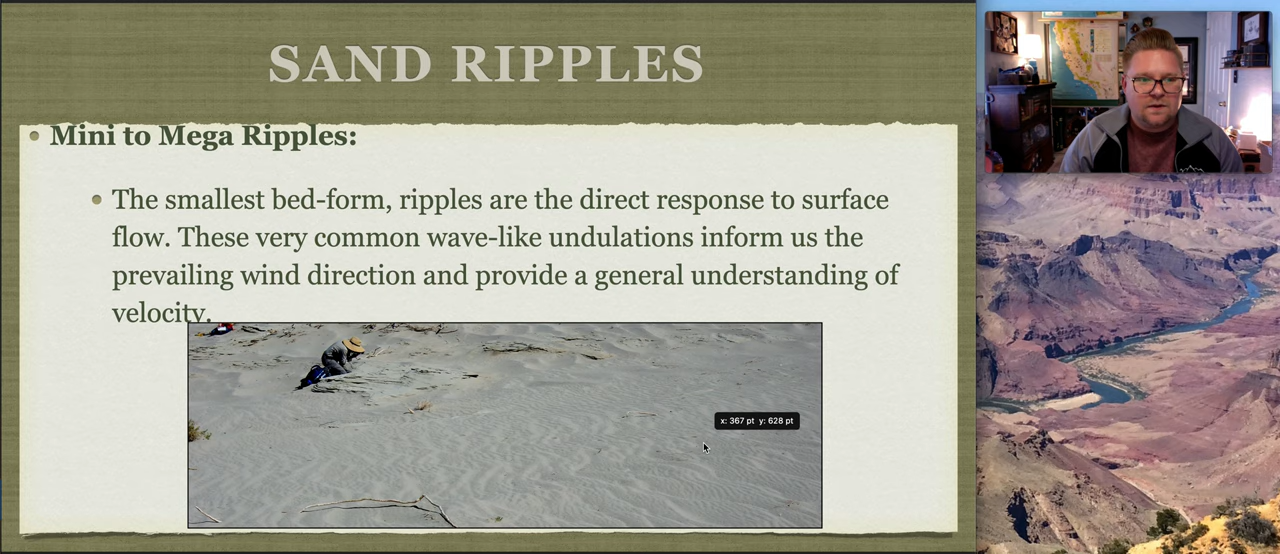 SAND RIPPLES
Mini to Mega Ripples:
The smallest bed-form, ripples are the direct response to surface
flow. These very common wave-like undulations inform us the
prevailing wind direction and provide a general understanding of
velocity.
x: 367 pt y: 628 pt